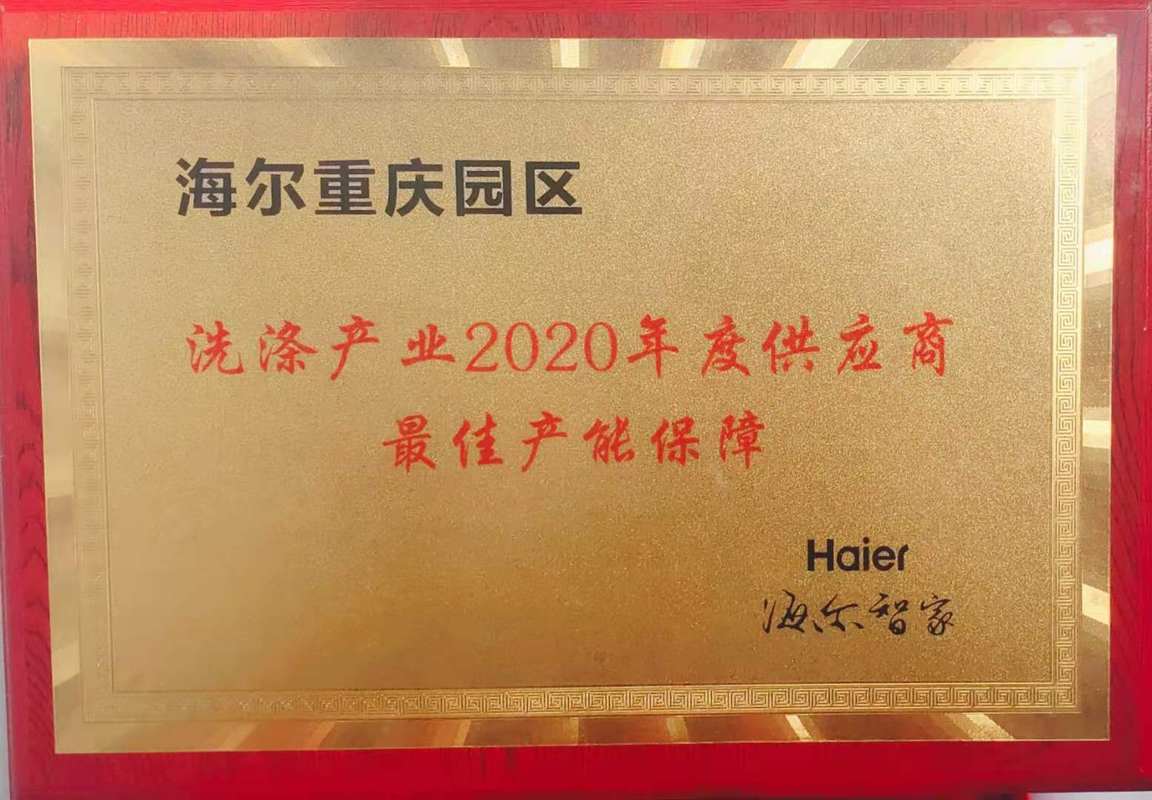 海尔重庆园区
洗涤产业2020年度供应商
最佳产能保障
Haier
海尔智家